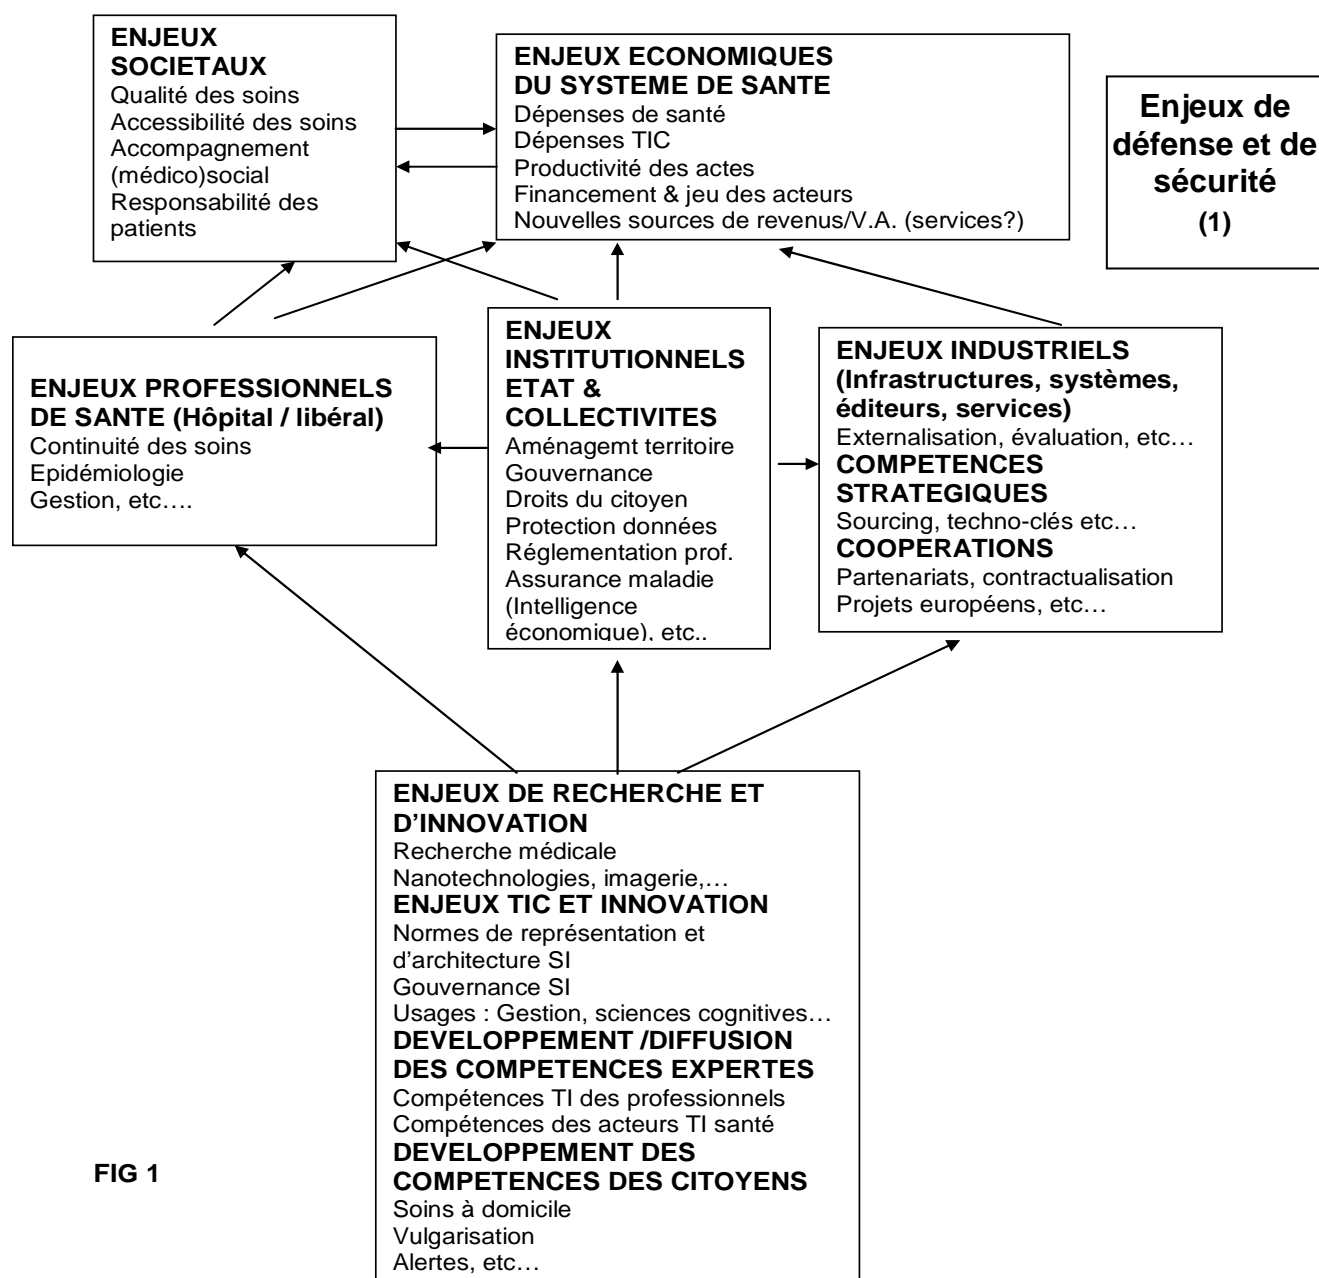 ENJEUX
SOCIETAUX
Qualité des soins
Accessibilité des soins
Accompagnement
(médico)social
Responsabilité des
patients
ENJEUX ECONOMIQUES
DU SYSTEME DE SANTE
Dépenses de santé
Dépenses TIC
Productivité des actes
Financement & jeu des acteurs
Nouvelles sources de revenus/V.A. (services?)
Enjeux de
défense et de
sécurité
(1)
ENJEUX PROFESSIONNELS
DE SANTE (Hôpital / libéral)
Continuité des soins
Epidémiologie
Gestion, etc….
ENJEUX
INSTITUTIONNELS
ETAT &
COLLECTIVITES
Aménagemt territoire
Gouvernance
Droits du citoyen
Protection données
Réglementation prof.
Assurance maladie
(Intelligence
économique), etc..
ENJEUX INDUSTRIELS
(Infrastructures, systèmes,
éditeurs, services)
Externalisation, évaluation, etc…
COMPETENCES
STRATEGIQUES
Sourcing, techno-clés etc…
COOPERATIONS
Partenariats, contractualisation
Projets européens, etc…
ENJEUX DE RECHERCHE ET
D’INNOVATION
Recherche médicale
Nanotechnologies, imagerie,…
ENJEUX TIC ET INNOVATION
Normes de représentation et
d’architecture SI
Gouvernance SI
Usages : Gestion, sciences cognitives…
DEVELOPPEMENT /DIFFUSION
DES COMPETENCES EXPERTES
Compétences TI des professionnels
Compétences des acteurs TI santé
DEVELOPPEMENT DES
COMPETENCES DES CITOYENS
Soins à domicile
Vulgarisation
Alertes, etc…
FIG 1